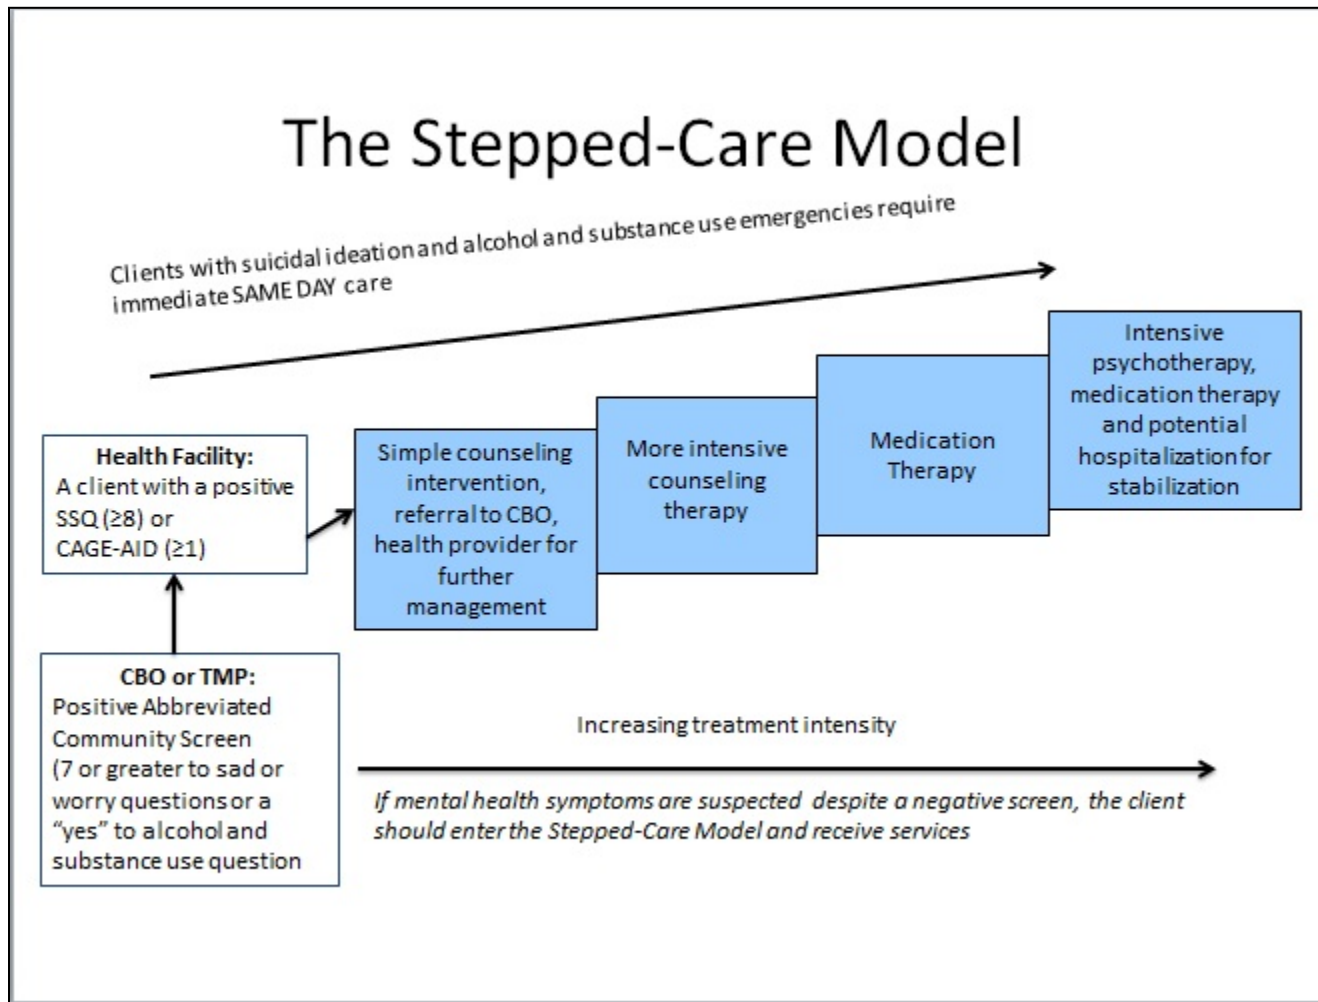 The Stepped-Care Model
Clients with suicidal ideation and alcohol and substance use emergencies require
immediate SAME DAY care
Health Facility:
A client with a positive
SSQ (≥8) or
CAGE-AID (≥1)
CBO or TMP:
Positive Abbreviated
Community Screen
(7 or greater to sad or
worry questions or a
“yes” to alcohol and
substance use question
Simple counseling
intervention,
referral to CBO,
health provider for
further
management
More intensive
counseling
therapy
Medication
Therapy
Intensive
psychotherapy,
medication therapy
and potential
hospitalization for
stabilization
Increasing treatment intensity
If mental health symptoms are suspected despite a negative screen, the client
should enter the Stepped-Care Model and receive services